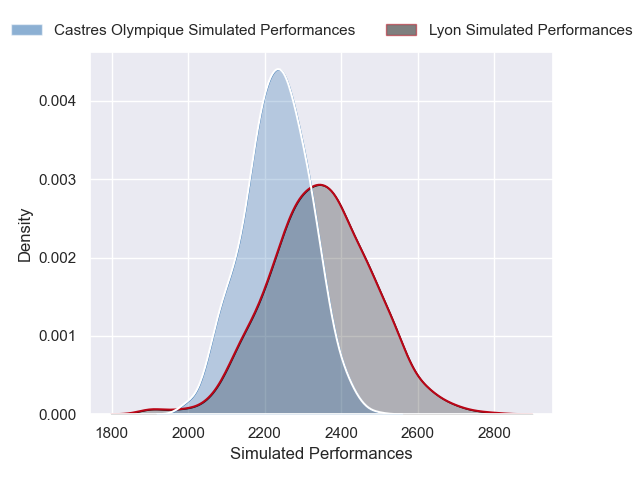 Castres Olympique Simulated Performances Lyon Simulated Performances
0.004
0.003
0.002
0.001
0.000
Density
1800 2000 2200 2400 2600 2800
Simulated Performances